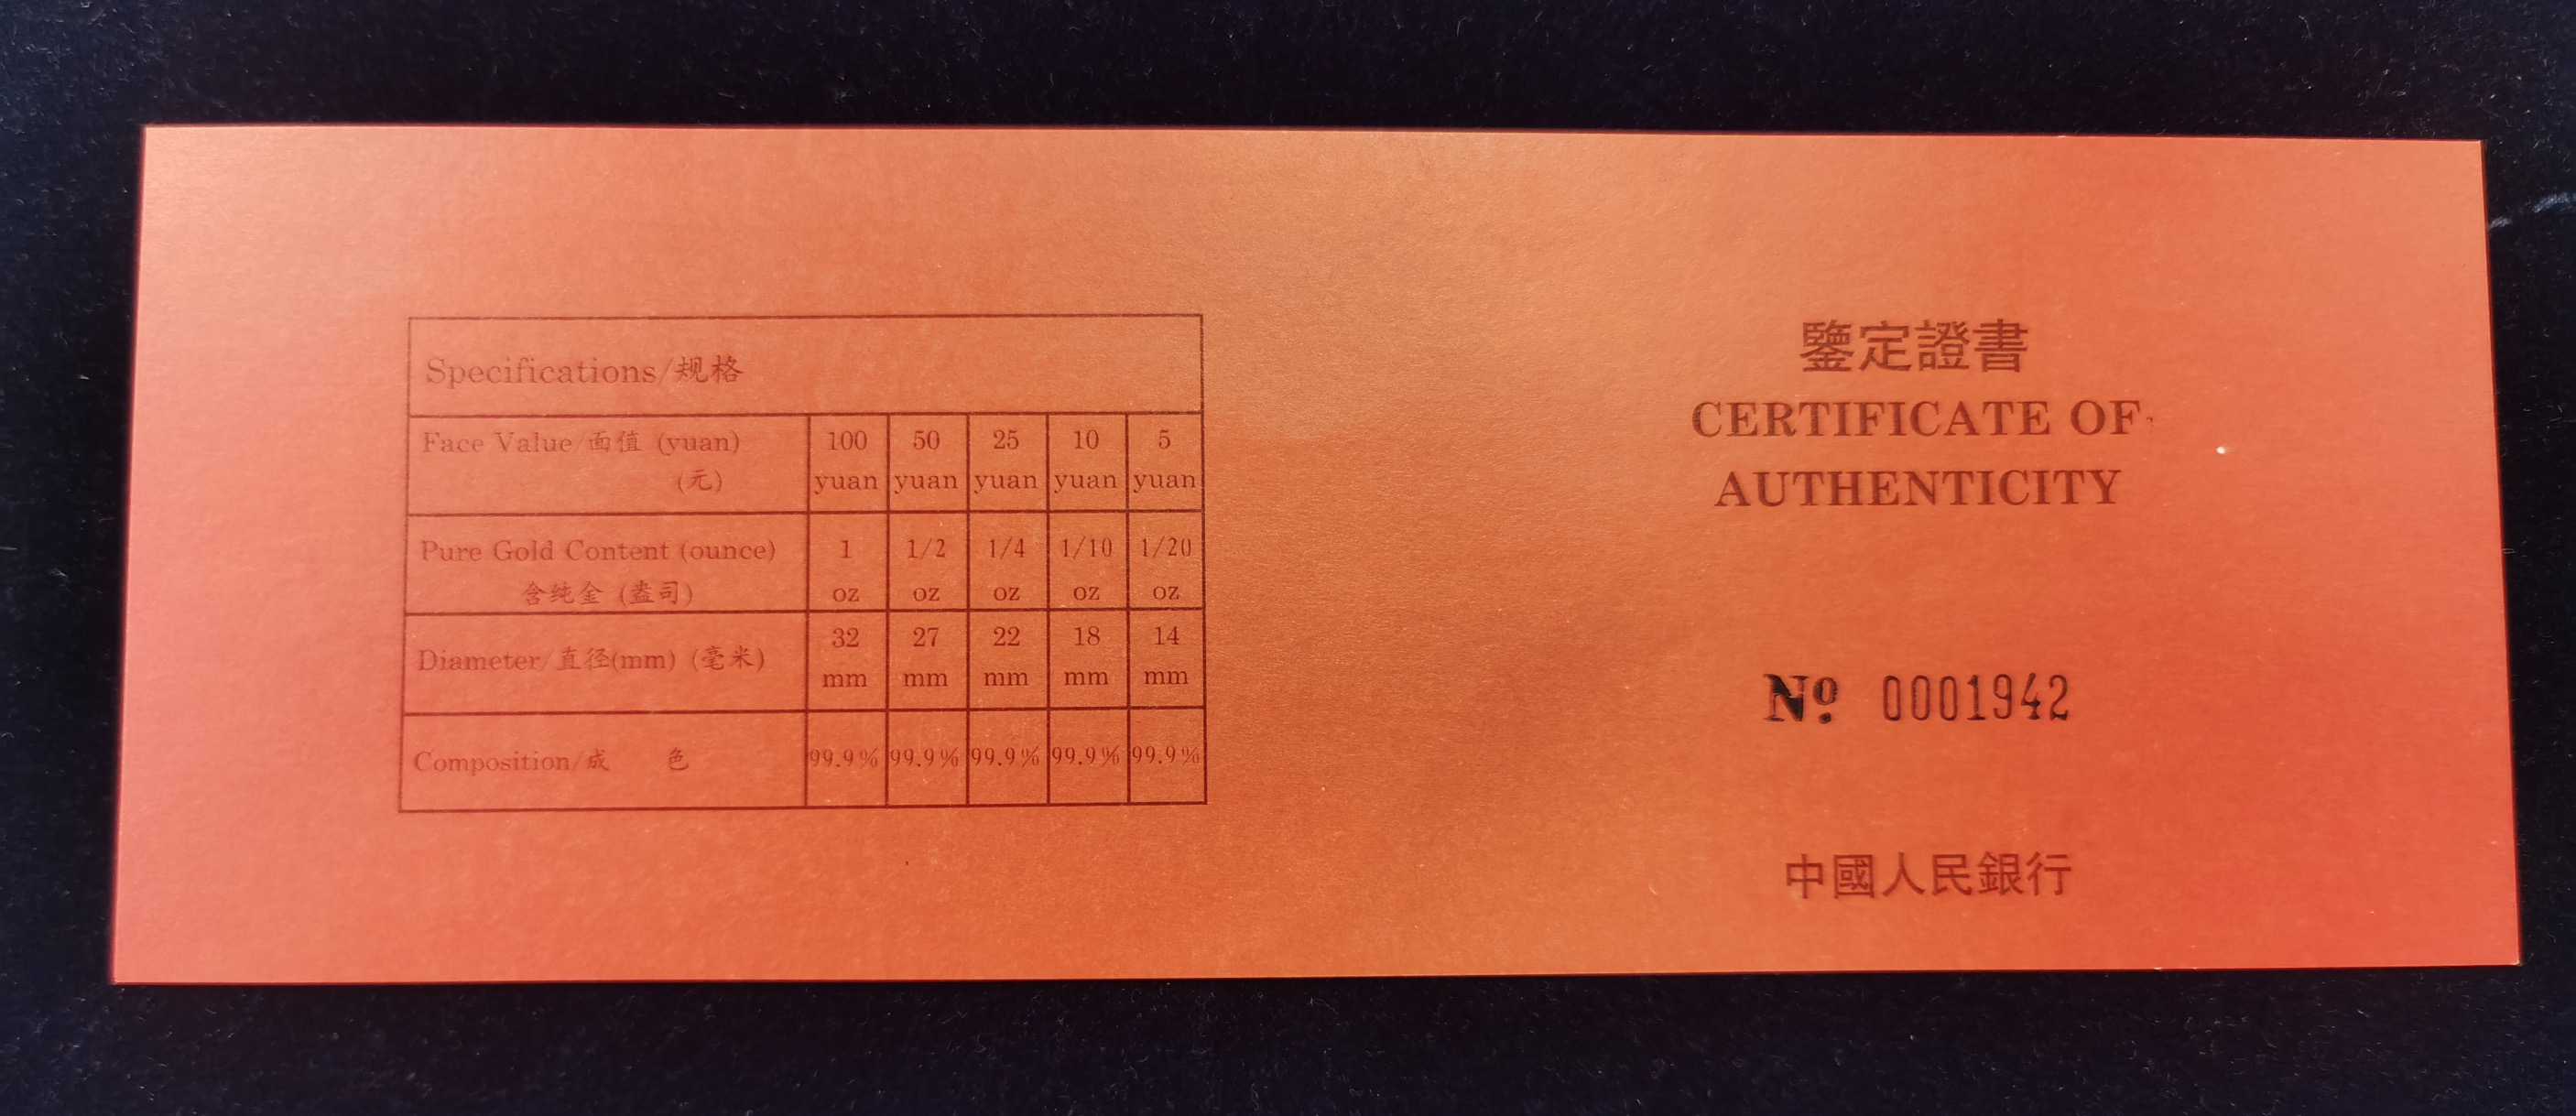 Specifications/规格
Face Value/面值 (yuan) 100 50 25 10 5
(元) yuan yuan yuan yuan yuan
Pure Gold Content (ounce) 1 1/2 1/4 1/10 1/20
含纯金 (盎司) oz oz oz oz oz
Diameter/直径(mm) (毫米) 32 27 22 18 14
mm mm mm mm mm
Composition/成 色 99.9% 99.9% 99.9% 99.9% 99.9%
鑒定證書
CERTIFICATE OF
AUTHENTICITY
Nº 0001942
中國人民銀行